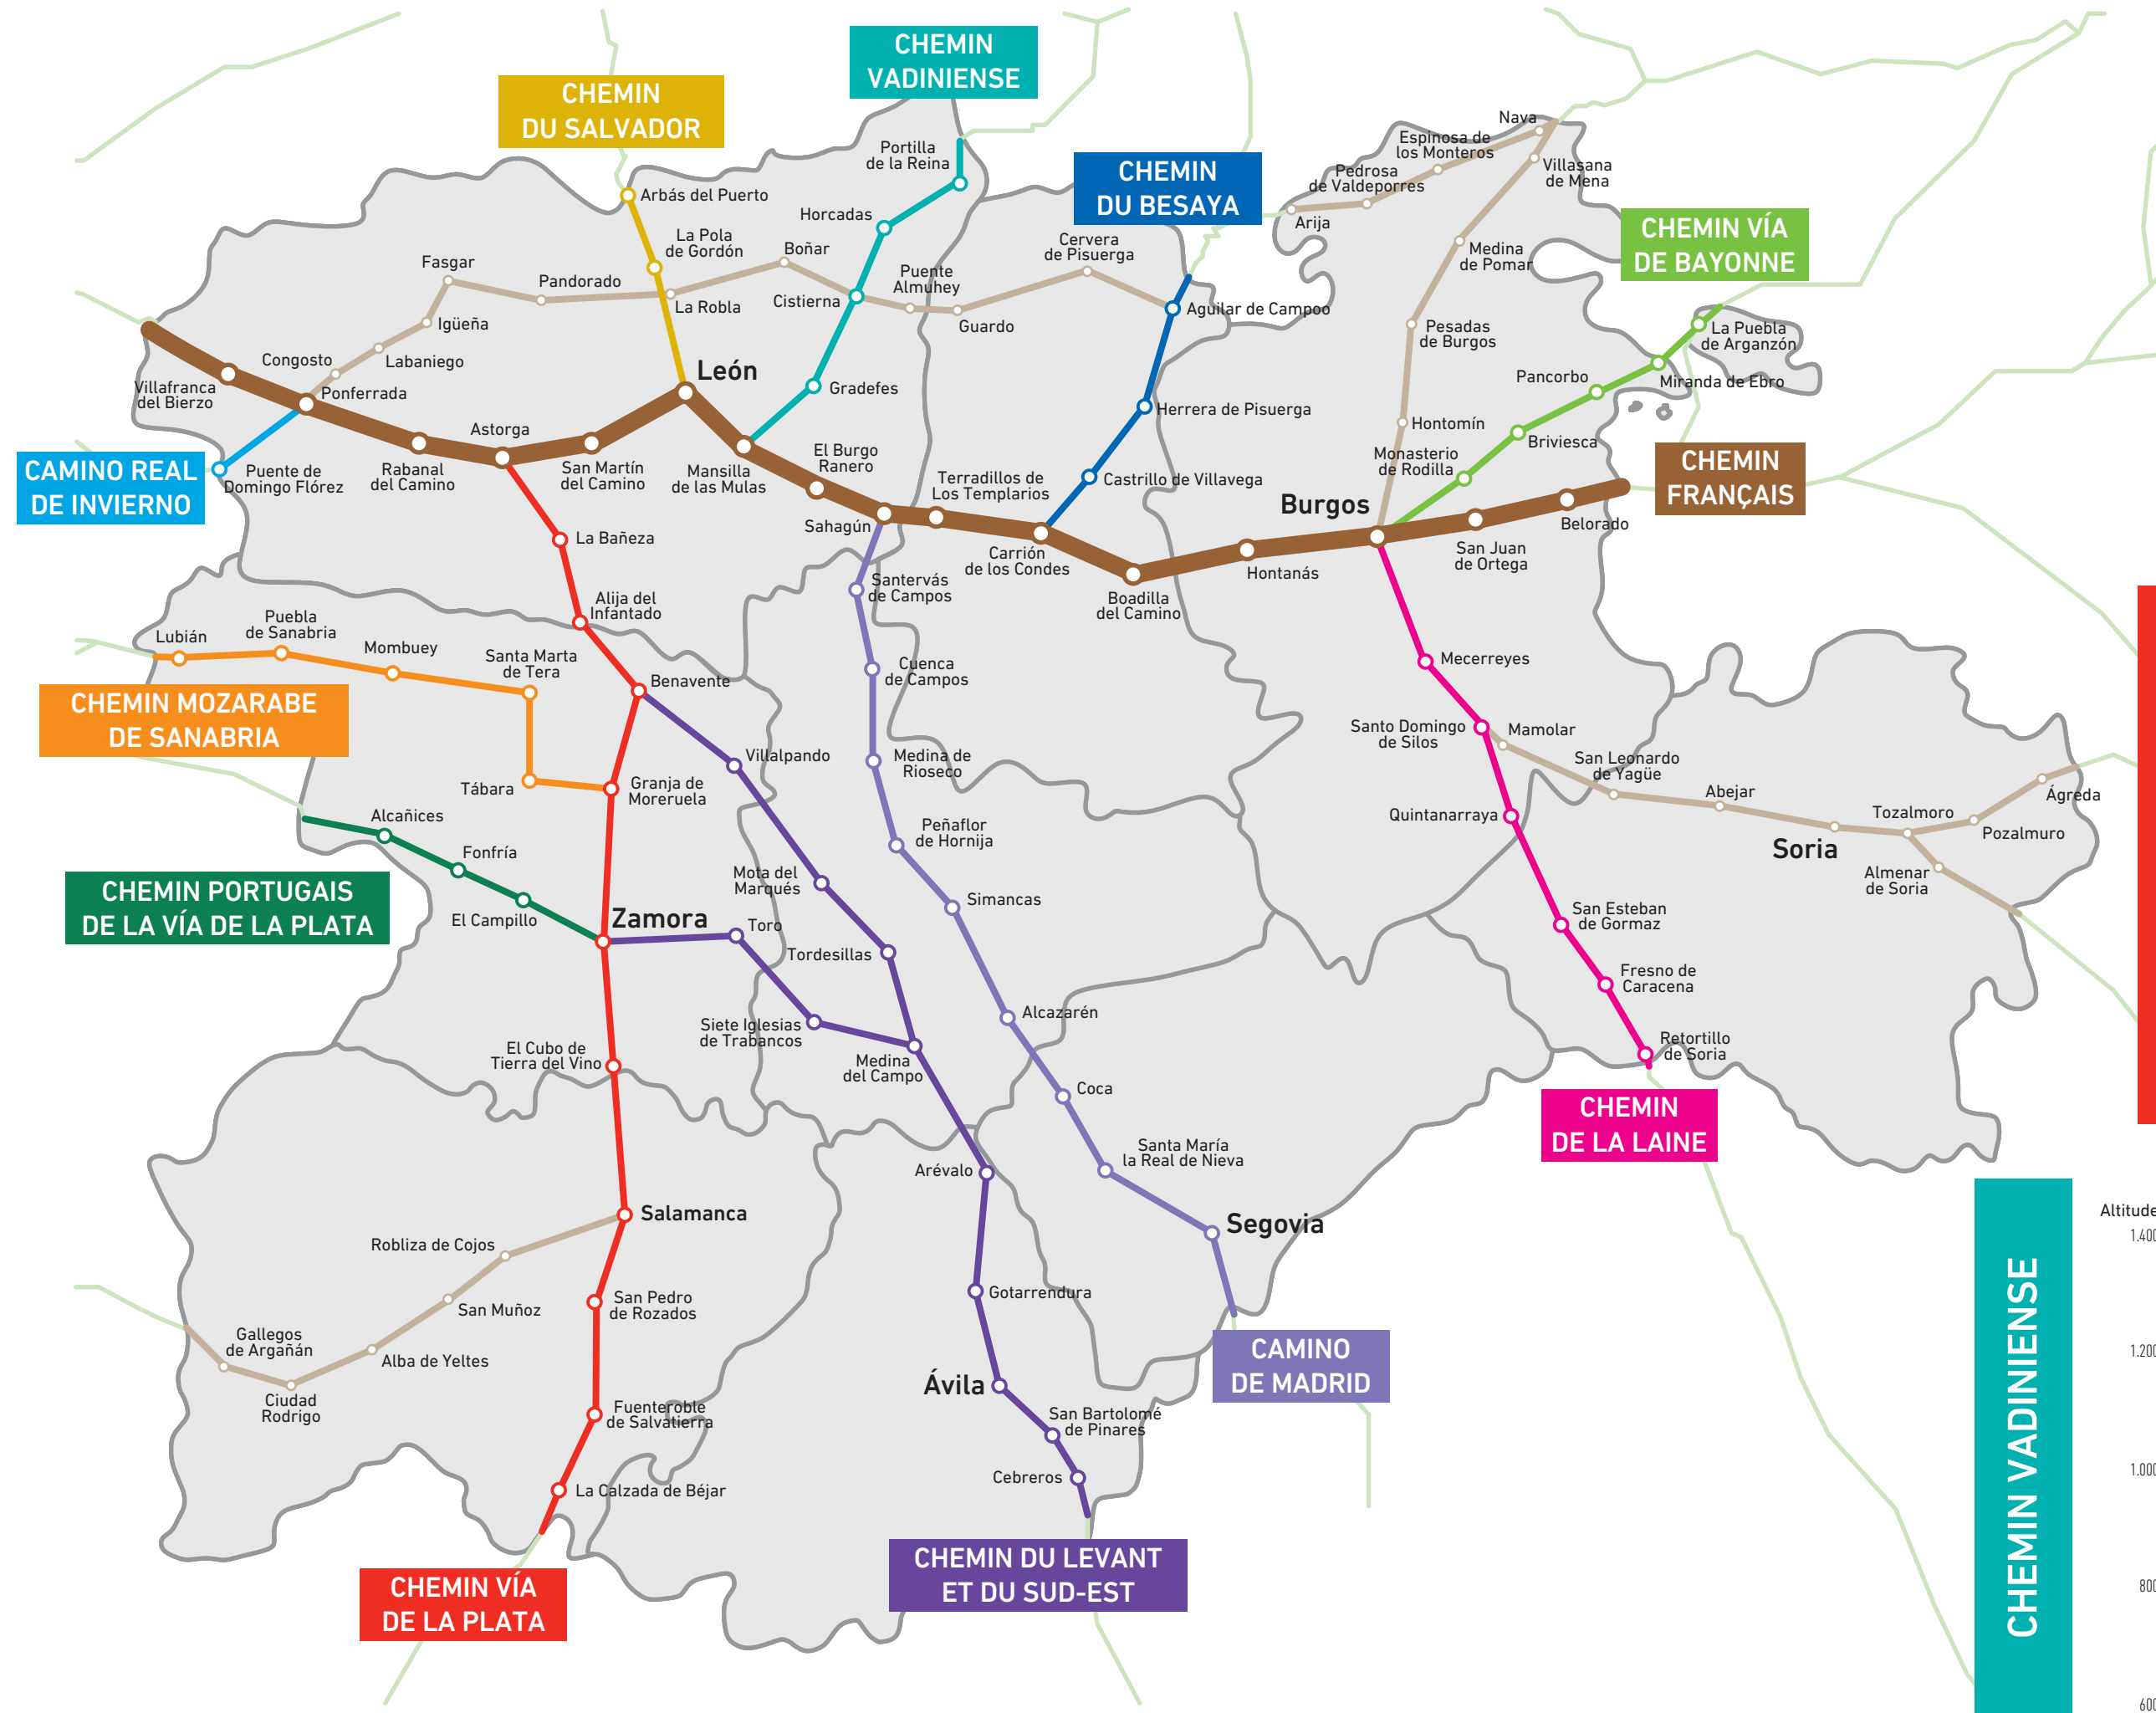 CHEMIN
VADINIENSE
CHEMIN
DU SALVADOR
Nava
Espinosa de
los Monteros
Portilla
de la Reina
Villasana
de Mena
Pedrosa
de Valdeporres
CHEMIN
DU BESAYA
Arbás del Puerto
Horcadas
Arija
CHEMIN VÍA
DE BAYONNE
La Pola
de Gordón
Boñar
Cervera
de Pisuerga
Medina
de Pomar
Fasgar
Pandorado
Puente
Almuhey
Cistierna
La Robla
Guardo
Aguilar de Campoo
Igüeña
Pesadas
de Burgos
La Puebla
de Arganzón
Congosto
Labaniego
León
Pancorbo
Miranda de Ebro
Villafranca
del Bierzo
Ponferrada
Gradefes
Herrera de Pisuerga
Hontomín
Astorga
Briviesca
El Burgo
Ranero
Monasterio
de Rodilla
CAMINO REAL
DE INVIERNO
Puente de
Domingo Flórez
Rabanal
del Camino
San Martín
del Camino
Mansilla
de las Mulas
Terradillos de
Los Templarios
Castrillo de Villavega
CHEMIN
FRANÇAIS
Burgos
Sahagún
Belorado
La Bañeza
Carrión
de los Condes
Hontanás
San Juan
de Ortega
Santervás
de Campos
Boadilla
del Camino
Alija del
Infantado
Lubián
Puebla
de Sanabria
Mombuey
Santa Marta
de Tera
Cuenca
de Campos
Mecerreyes
Benavente
CHEMIN MOZARABE
DE SANABRIA
Santo Domingo
de Silos
Mamolar
Villalpando
Medina de
Rioseco
San Leonardo
de Yagüe
Tábara
Granja de
Moreruela
Abejar
Ágreda
Alcañices
Quintanarraya
Tozalmoro
Pozalmuro
Peñaflor
de Hornija
Soria
Fonfría
Almenar
de Soria
Mota del
Marqués
CHEMIN PORTUGAIS
DE LA VÍA DE LA PLATA
El Campillo
Zamora
Toro
Simancas
San Esteban
de Gormaz
Tordesillas
Fresno de
Caracena
Siete Iglesias
de Trabancos
Alcazarén
El Cubo de
Tierra del Vino
Medina
del Campo
Retortillo
de Soria
Coca
CHEMIN
DE LA LAINE
Santa María
la Real de Nieva
Arévalo
Salamanca
Segovia
Altitude
1.400
Robliza de Cojos
San Muñoz
San Pedro
de Rozados
Gotarrendura
Gallegos
de Argañán
Alba de Yeltes
CAMINO
DE MADRID
1.200
Ciudad
Rodrigo
Ávila
Fuenteroble
de Salvatierra
San Bartolomé
de Pinares
CHEMIN VADINIENSE
Cebreros
1.000
La Calzada de Béjar
CHEMIN DU LEVANT
ET DU SUD-EST
CHEMIN VÍA
DE LA PLATA
800
600